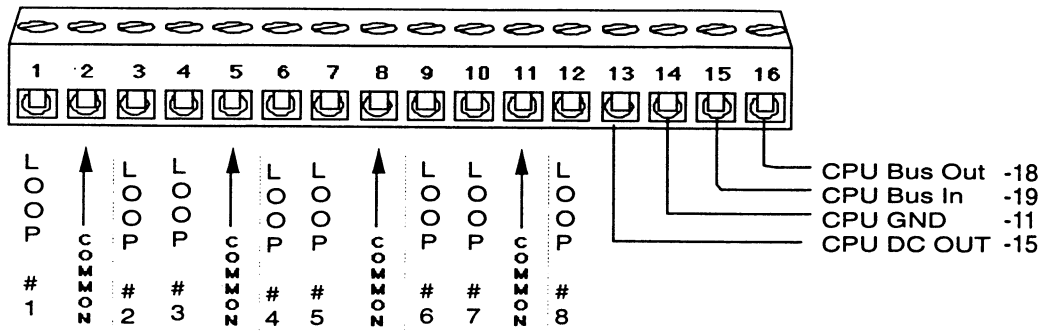 1 2 3 4 5 6 7 8 9 10 11 12 13 14 15 16
LOOP #1
COMMON
LOOP #2
LOOP #3
COMMON
LOOP #4
LOOP #5
COMMON
LOOP #6
LOOP #7
COMMON
LOOP #8
CPU Bus Out -18
CPU Bus In -19
CPU GND -11
CPU DC OUT -15